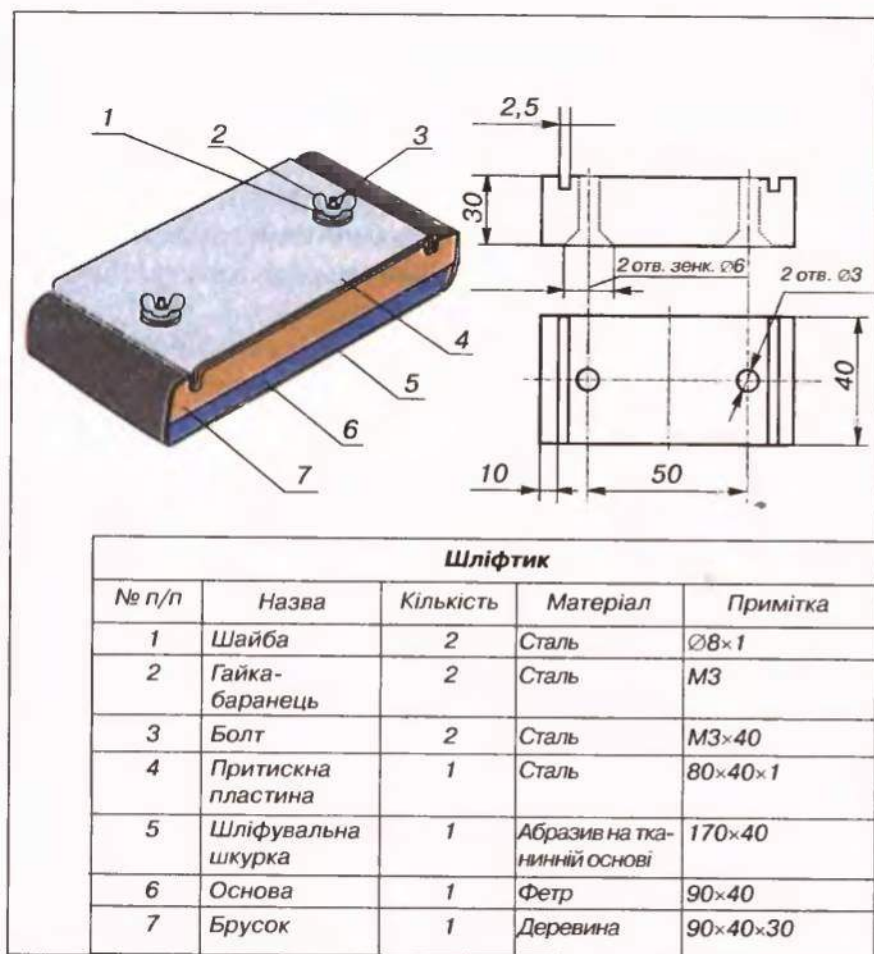 1
2
3
4
5
6
7
2,5
30
2 отв. зенк. ∅6
2 отв. ∅3
40
10
50
Шліфтик
№ п/п Назва Кількість Матеріал Примітка
1 Шайба 2 Сталь ∅8×1
2 Гайка- 2 Сталь М3
баранець
3 Болт 2 Сталь М3×40
4 Притискна 1 Сталь 80×40×1
пластина
5 Шліфувальна 1 Абразив на тка- 170×40
шкурка нинній основі
6 Основа 1 Фетр 90×40
7 Брусок 1 Деревина 90×40×30